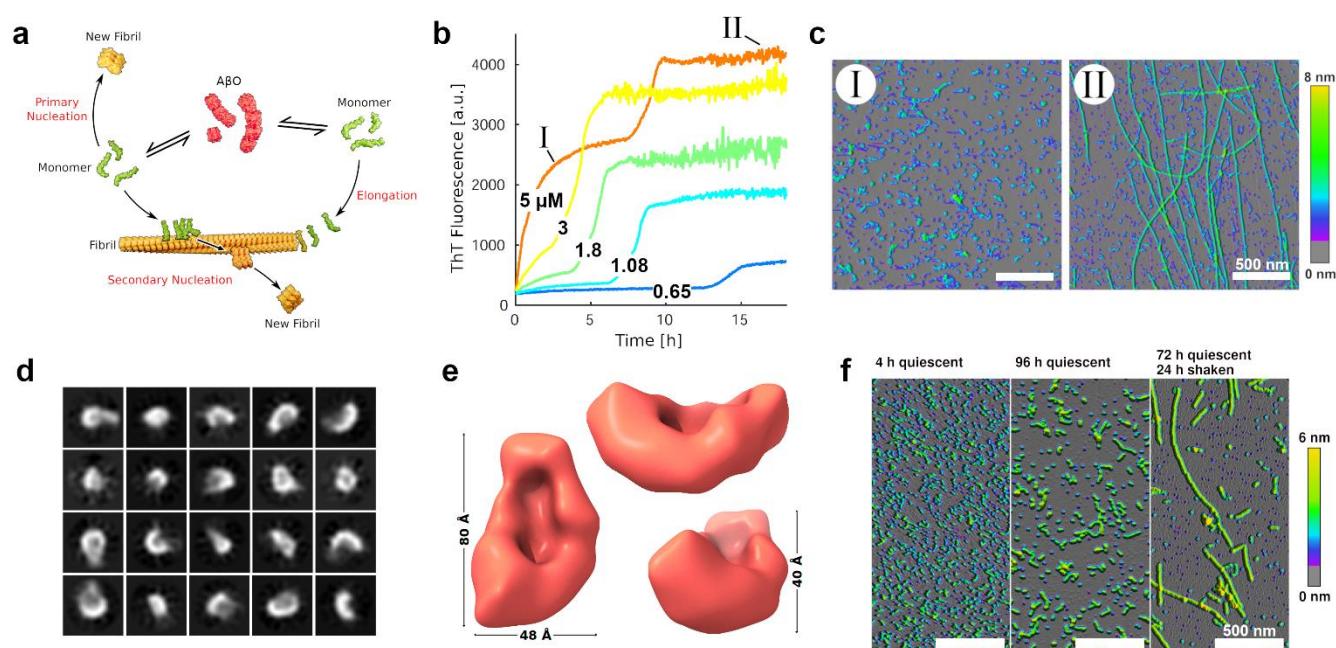 a
New Fibril
AβO
Primary
Nucleation
Monomer
Monomer
Elongation
Fibril
Secondary Nucleation
New Fibril
b
ThT Fluorescence [a.u.]
4000
3000
2000
1000
0
I
II
5 µM
3
1.8
1.08
0.65
0
5
10
15
Time [h]
c
I
II
500 nm
8 nm
0 nm
d
e
80 Å
48 Å
40 Å
f
4 h quiescent
96 h quiescent
72 h quiescent
24 h shaken
500 nm
6 nm
0 nm